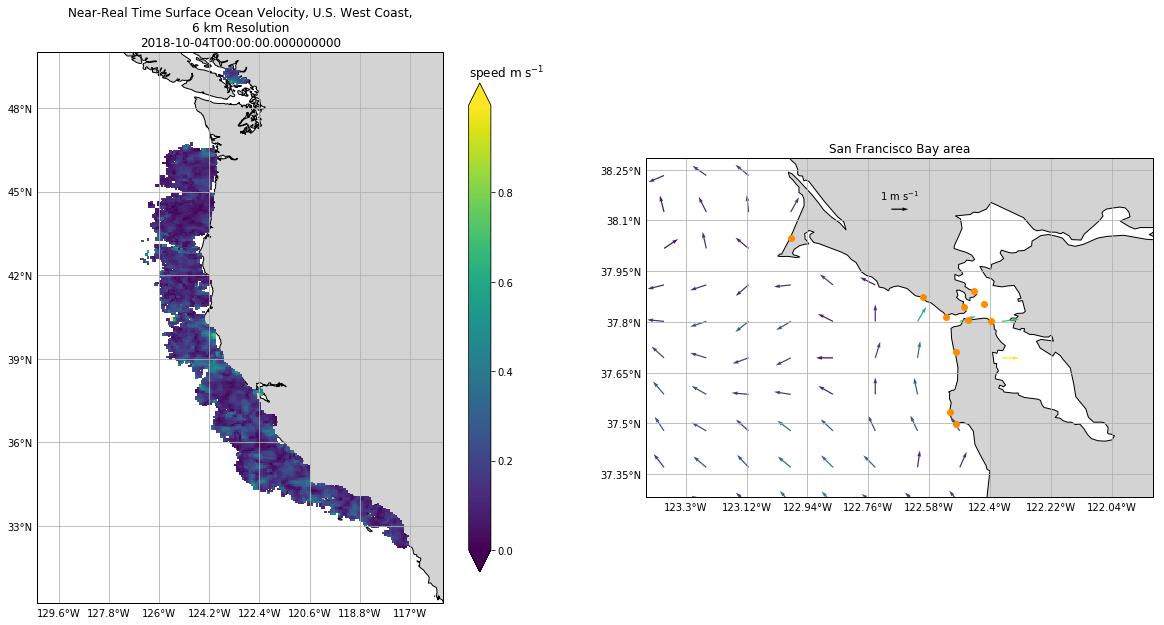 Near-Real Time Surface Ocean Velocity, U.S. West Coast,
6 km Resolution
2018-10-04T00:00:00.000000000
48°N
45°N
42°N
39°N
36°N
33°N
129.6°W 127.8°W 126°W 124.2°W 122.4°W 120.6°W 118.8°W 117°W
speed m s⁻¹
0.8
0.6
0.4
0.2
0.0
San Francisco Bay area
1 m s⁻¹
38.25°N
38.1°N
37.95°N
37.8°N
37.65°N
37.5°N
37.35°N
123.3°W 123.12°W 122.94°W 122.76°W 122.58°W 122.4°W 122.22°W 122.04°W